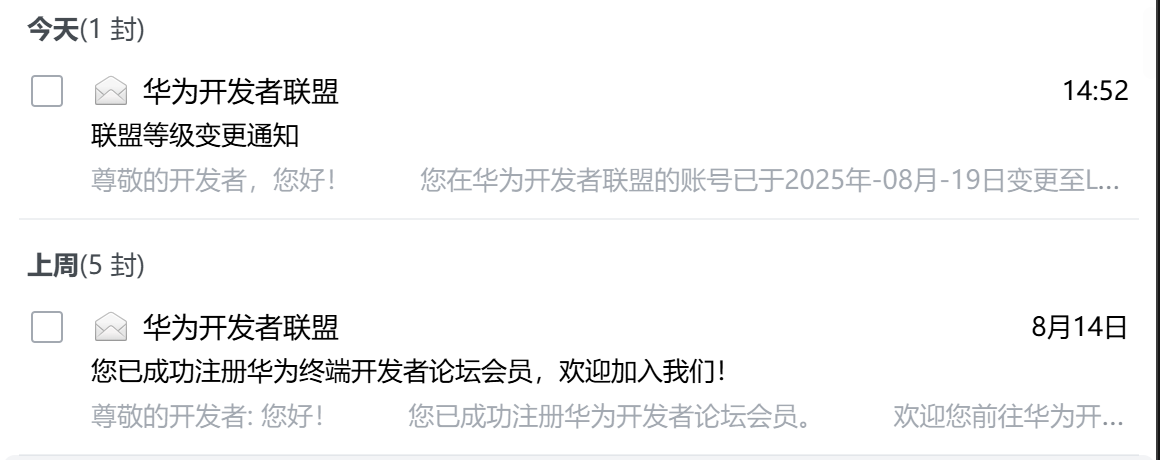 今天(1 封)
华为开发者联盟 14:52
联盟等级变更通知
尊敬的开发者，您好！ 您在华为开发者联盟的账号已于2025年-08月-19日变更至L...
上周(5 封)
华为开发者联盟 8月14日
您已成功注册华为终端开发者论坛会员，欢迎加入我们！
尊敬的开发者: 您好！ 您已成功注册华为开发者论坛会员。 欢迎您前往华为开...